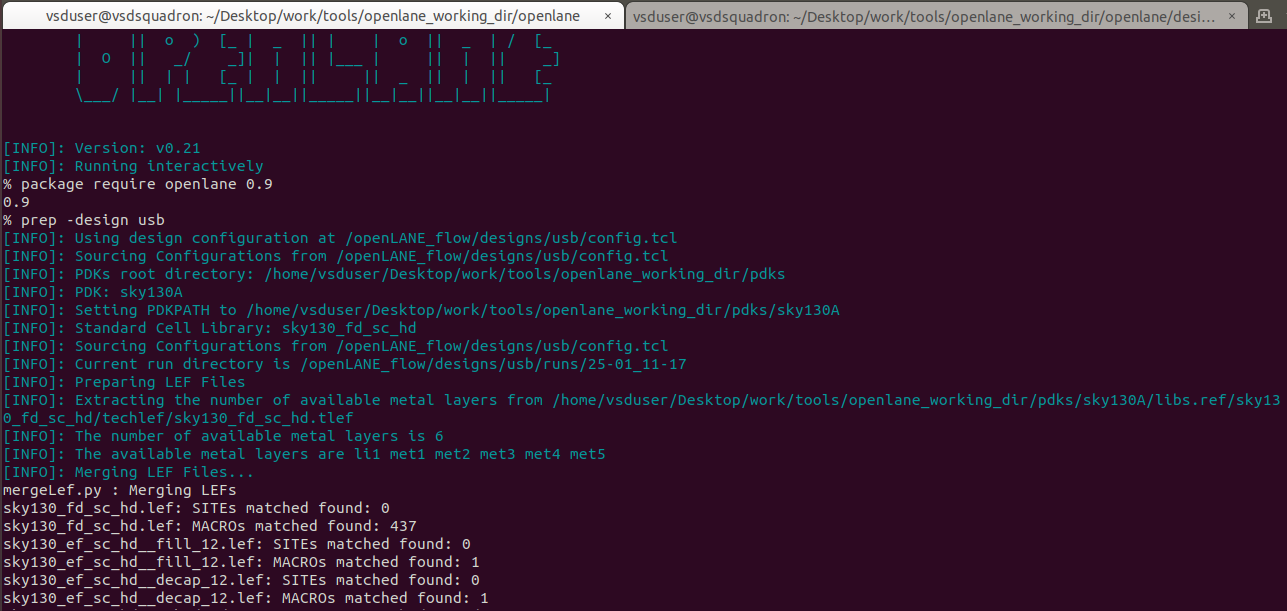 vsduser@vsdsquadron: ~/Desktop/work/tools/openlane_working_dir/openlane ×
vsduser@vsdsquadron: ~/Desktop/work/tools/openlane_working_dir/openlane/desi... ×
[INFO]: Version: v0.21
[INFO]: Running interactively
% package require openlane 0.9
0.9
% prep -design usb
[INFO]: Using design configuration at /openLANE_flow/designs/usb/config.tcl
[INFO]: Sourcing Configurations from /openLANE_flow/designs/usb/config.tcl
[INFO]: PDKs root directory: /home/vsduser/Desktop/work/tools/openlane_working_dir/pdks
[INFO]: PDK: sky130A
[INFO]: Setting PDKPATH to /home/vsduser/Desktop/work/tools/openlane_working_dir/pdks/sky130A
[INFO]: Standard Cell Library: sky130_fd_sc_hd
[INFO]: Sourcing Configurations from /openLANE_flow/designs/usb/config.tcl
[INFO]: Current run directory is /openLANE_flow/designs/usb/runs/25-01_11-17
[INFO]: Preparing LEF Files
[INFO]: Extracting the number of available metal layers from /home/vsduser/Desktop/work/tools/openlane_working_dir/pdks/sky130A/libs.ref/sky13
0_fd_sc_hd/techlef/sky130_fd_sc_hd.tlef
[INFO]: The number of available metal layers is 6
[INFO]: The available metal layers are li1 met1 met2 met3 met4 met5
[INFO]: Merging LEF Files...
mergeLef.py : Merging LEFs
sky130_fd_sc_hd.lef: SITEs matched found: 0
sky130_fd_sc_hd.lef: MACROs matched found: 437
sky130_ef_sc_hd__fill_12.lef: SITEs matched found: 0
sky130_ef_sc_hd__fill_12.lef: MACROs matched found: 1
sky130_ef_sc_hd__decap_12.lef: SITEs matched found: 0
sky130_ef_sc_hd__decap_12.lef: MACROs matched found: 1